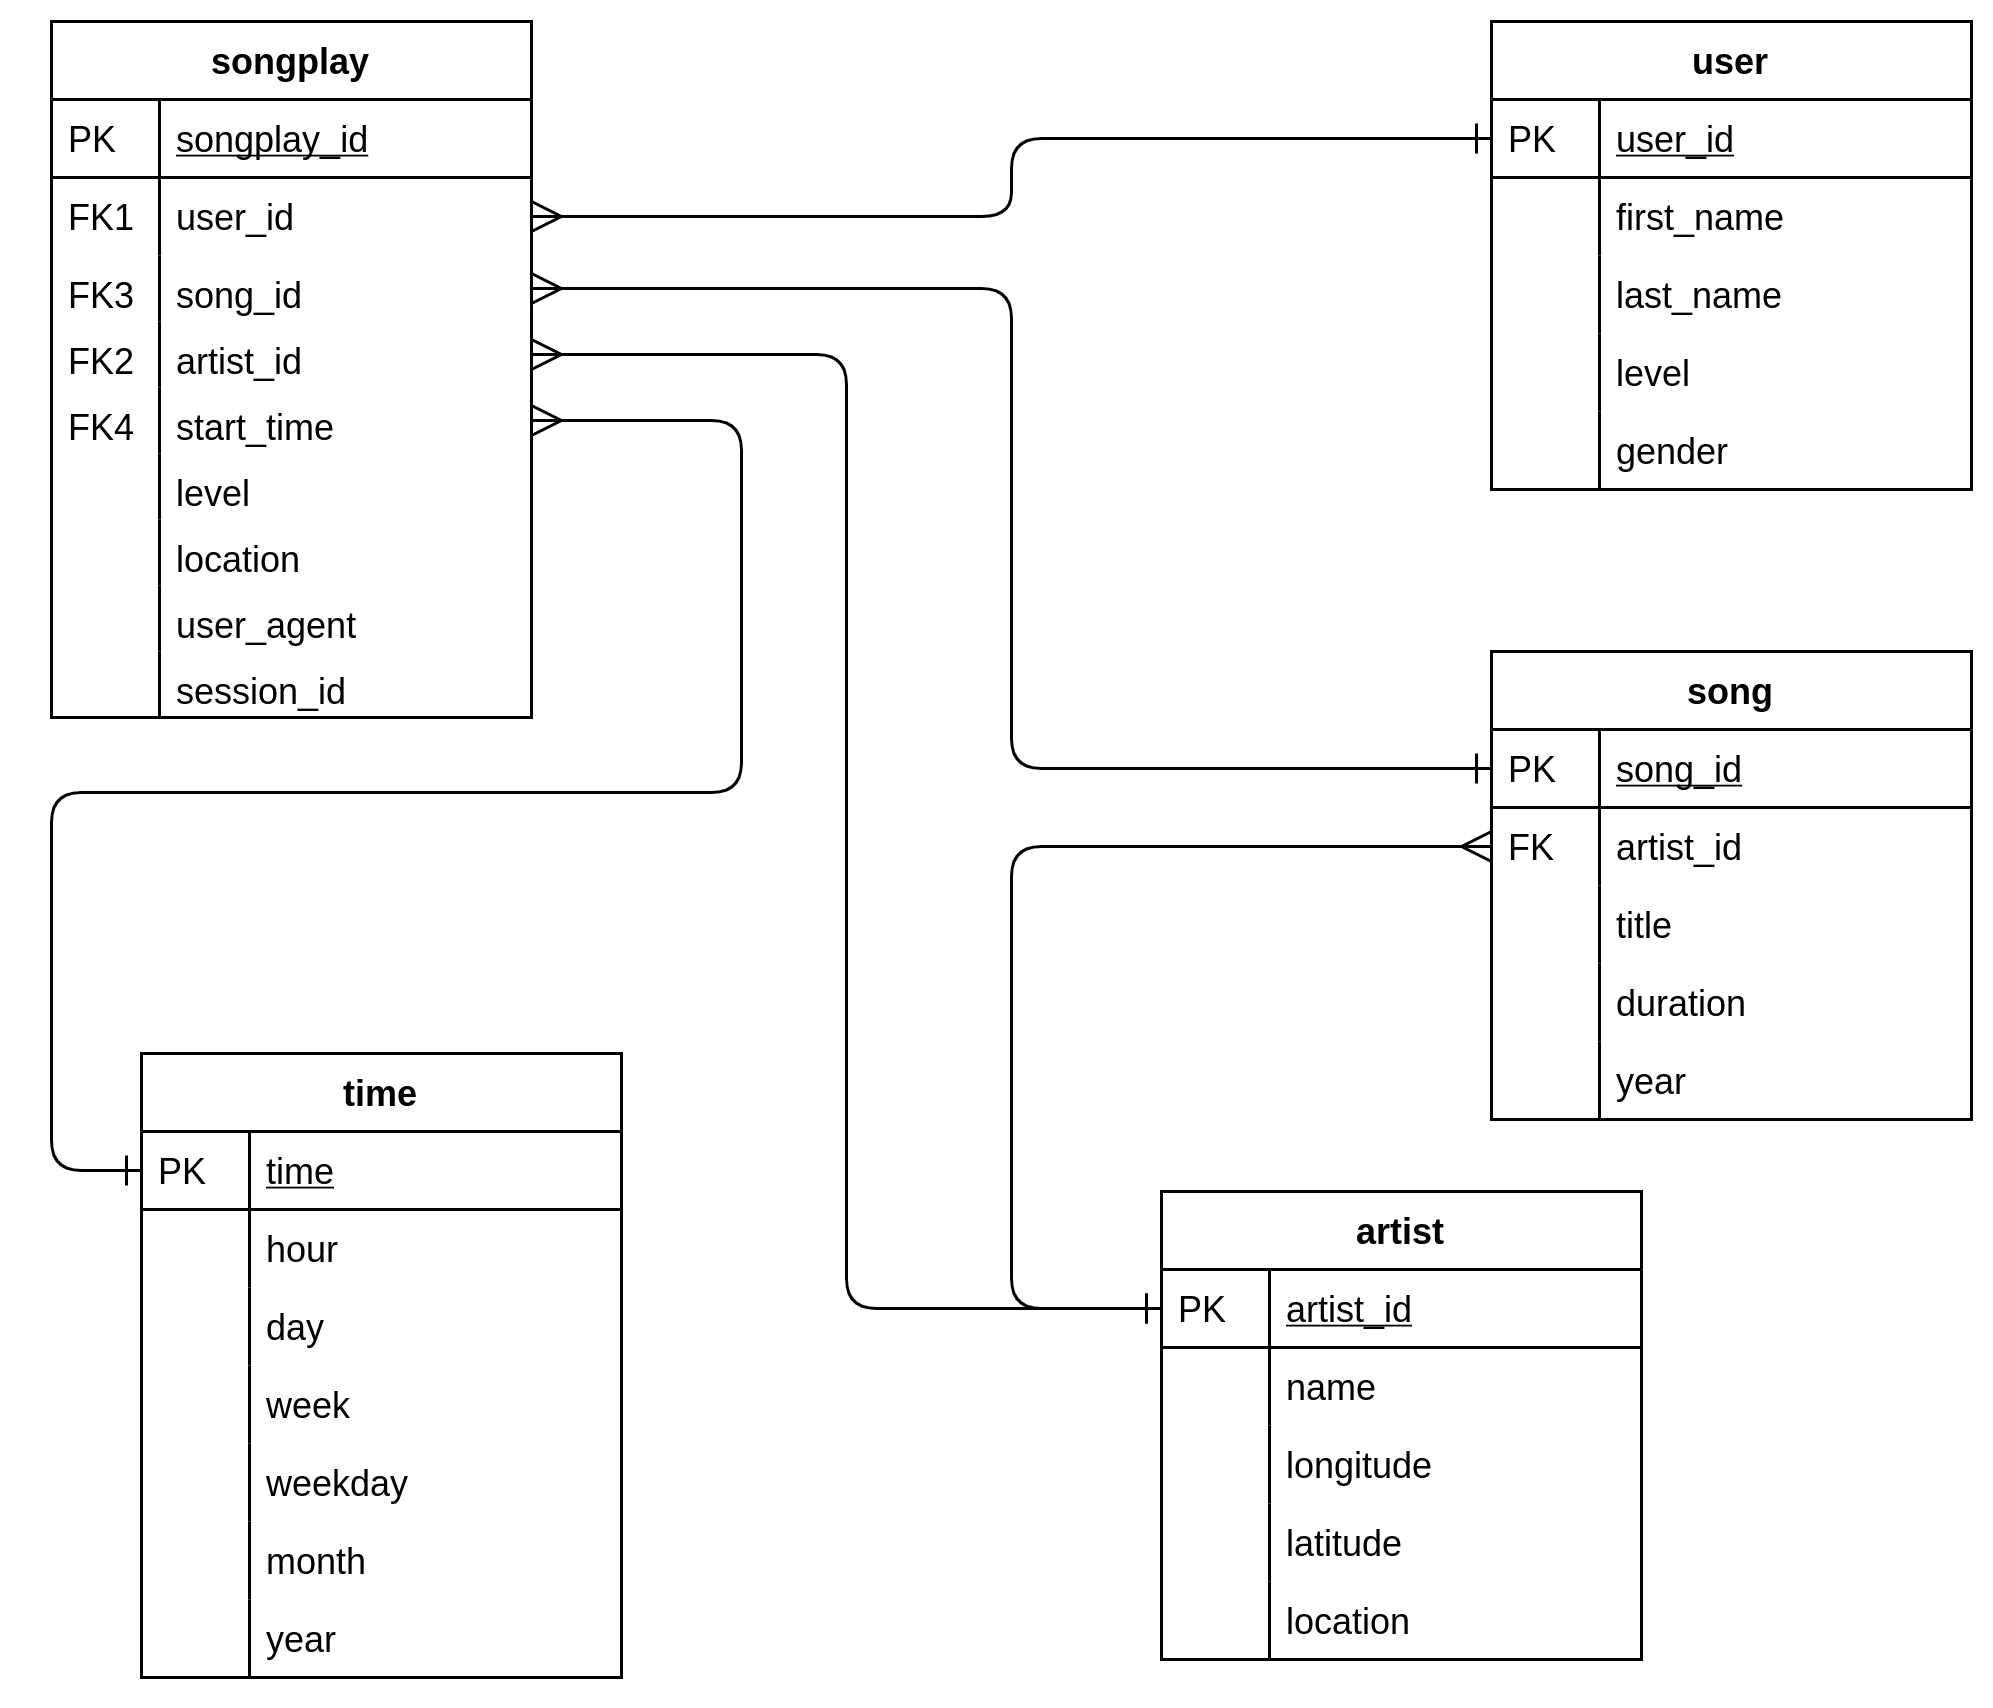 songplay
PK songplay_id
FK1 user_id
FK3 song_id
FK2 artist_id
FK4 start_time
level
location
user_agent
session_id
user
PK user_id
first_name
last_name
level
gender
song
PK song_id
FK artist_id
title
duration
year
time
PK time
hour
day
week
weekday
month
year
artist
PK artist_id
name
longitude
latitude
location